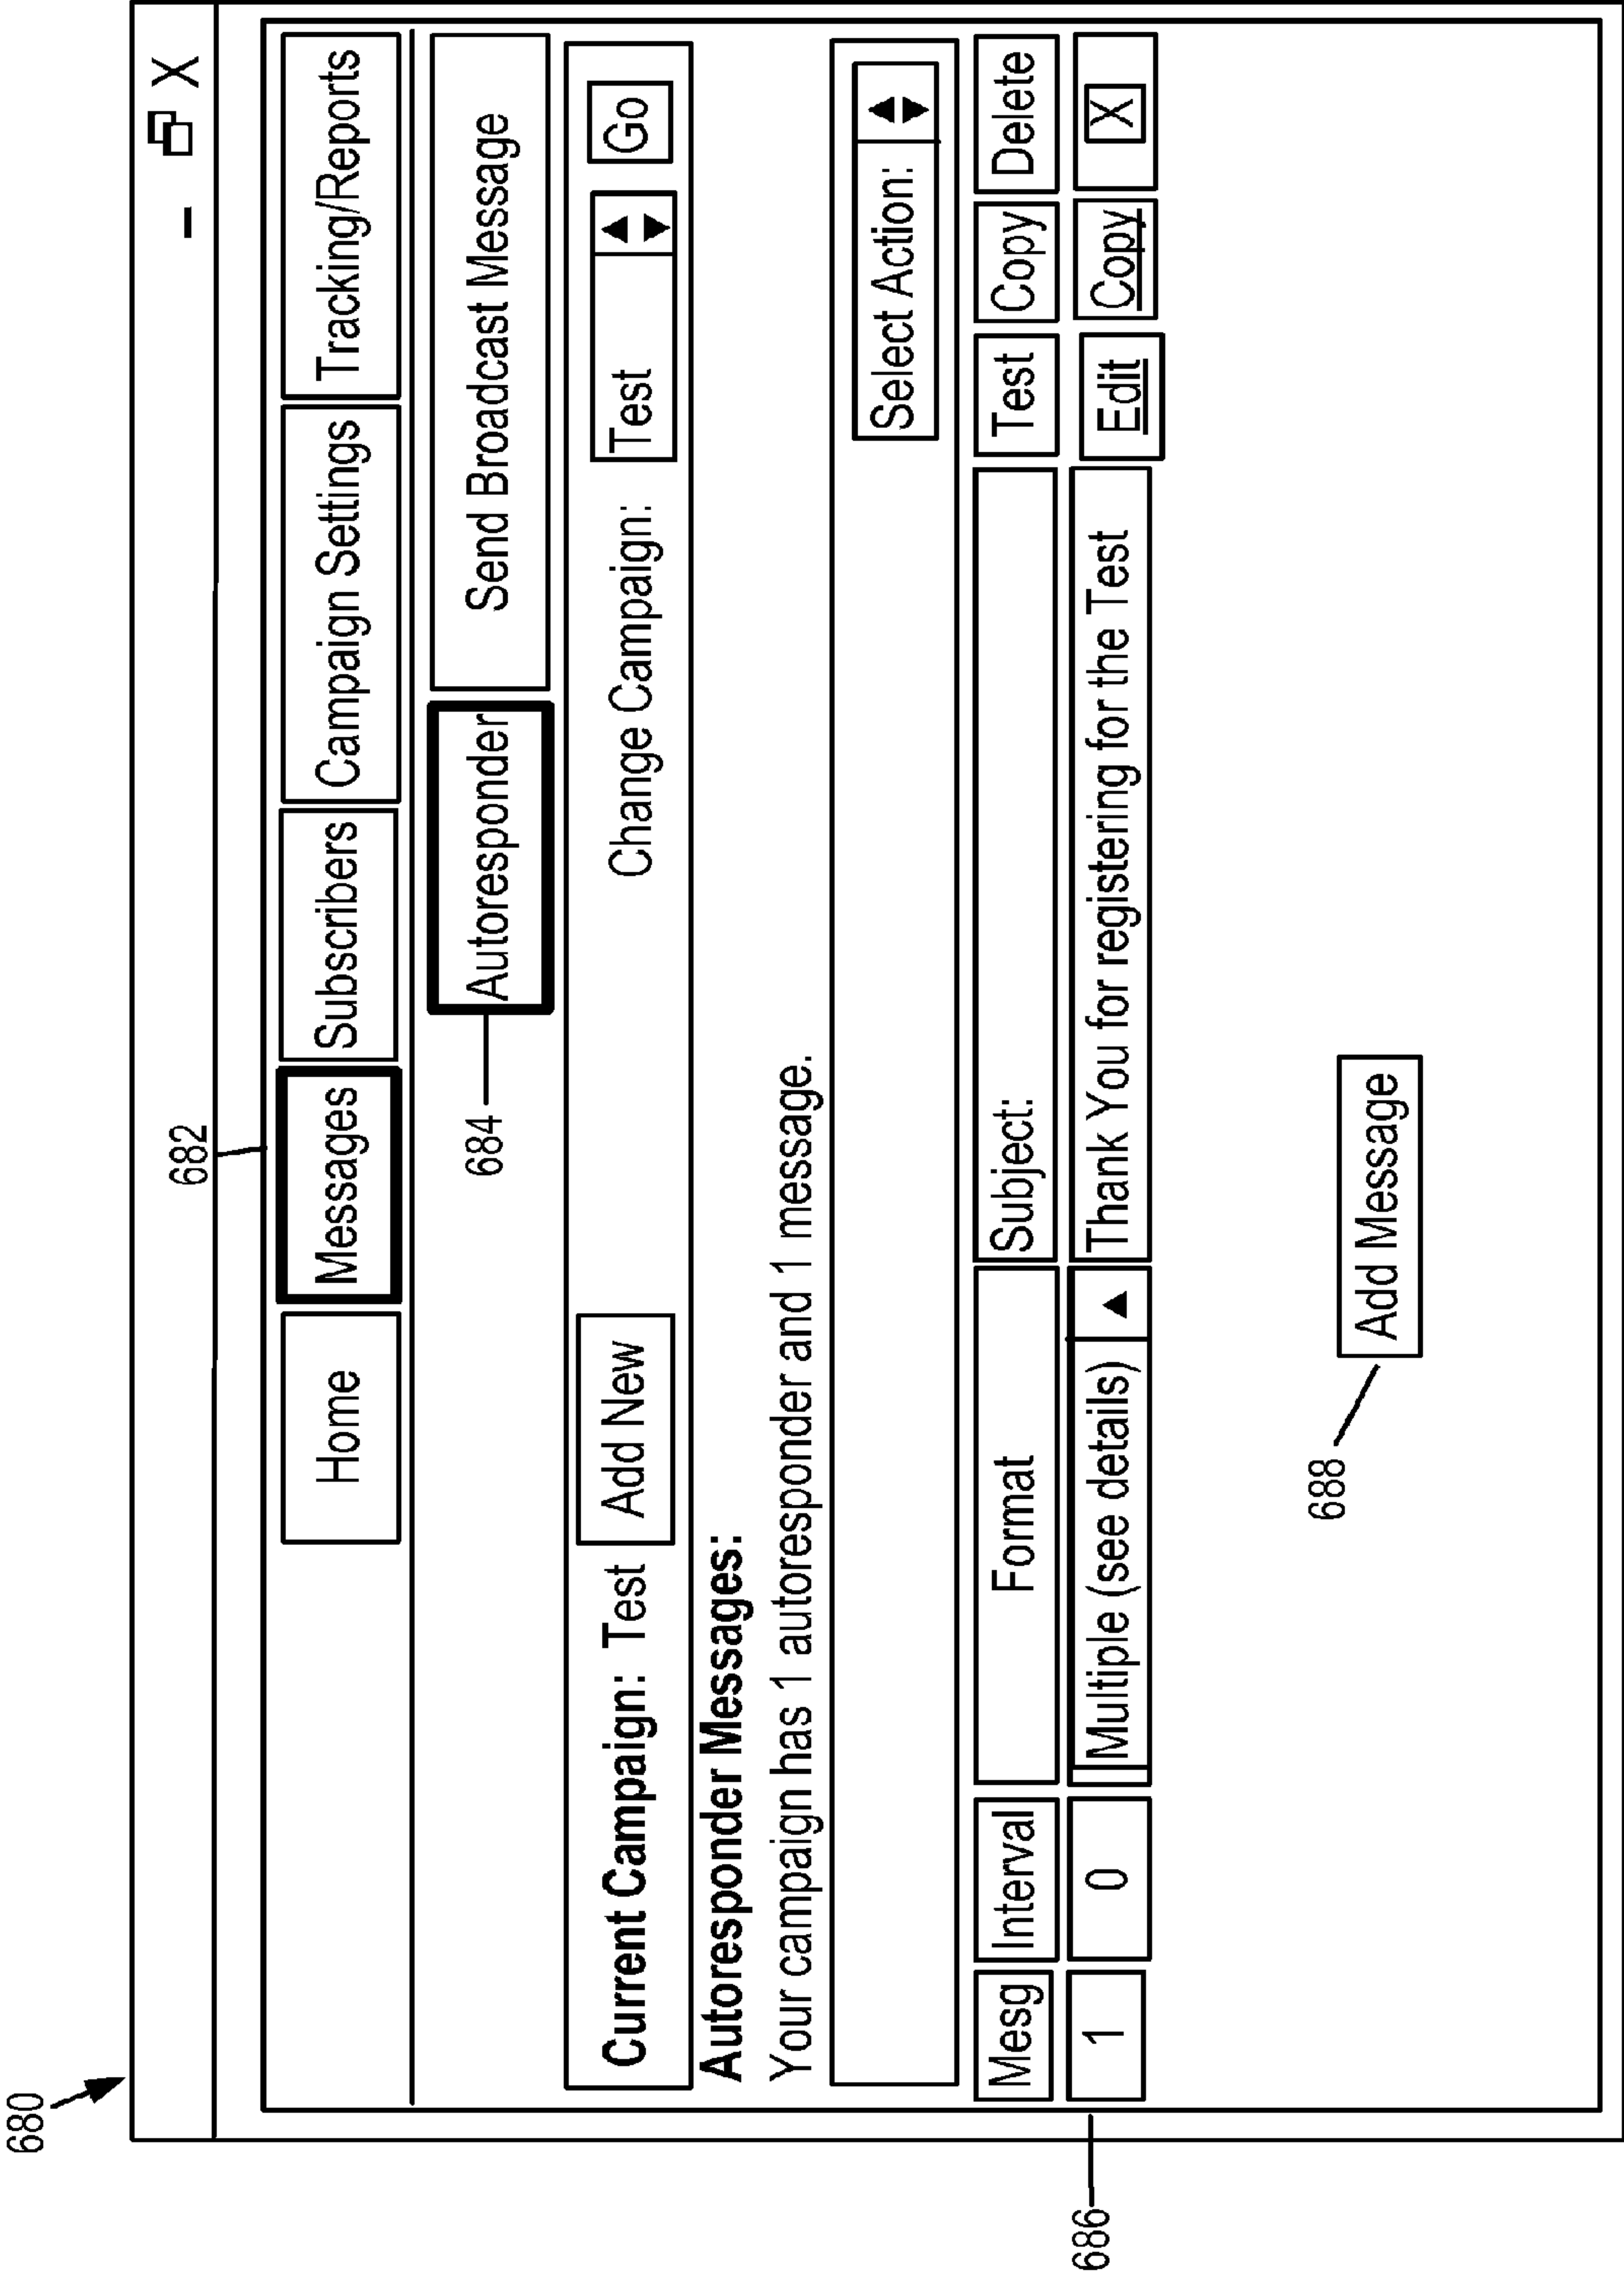 680
– X
682
Home Messages Subscribers Campaign Settings Tracking/Reports
684 Autoresponder Send Broadcast Message
Current Campaign: Test Add New Change Campaign: Test Go
Autoresponder Messages:
Your campaign has 1 autoresponder and 1 message.
Select Action:
Mesg Interval Format Subject: Test Copy Delete
686 1 0 Multiple (see details) Thank You for registering for the Test Edit Copy X
688 Add Message